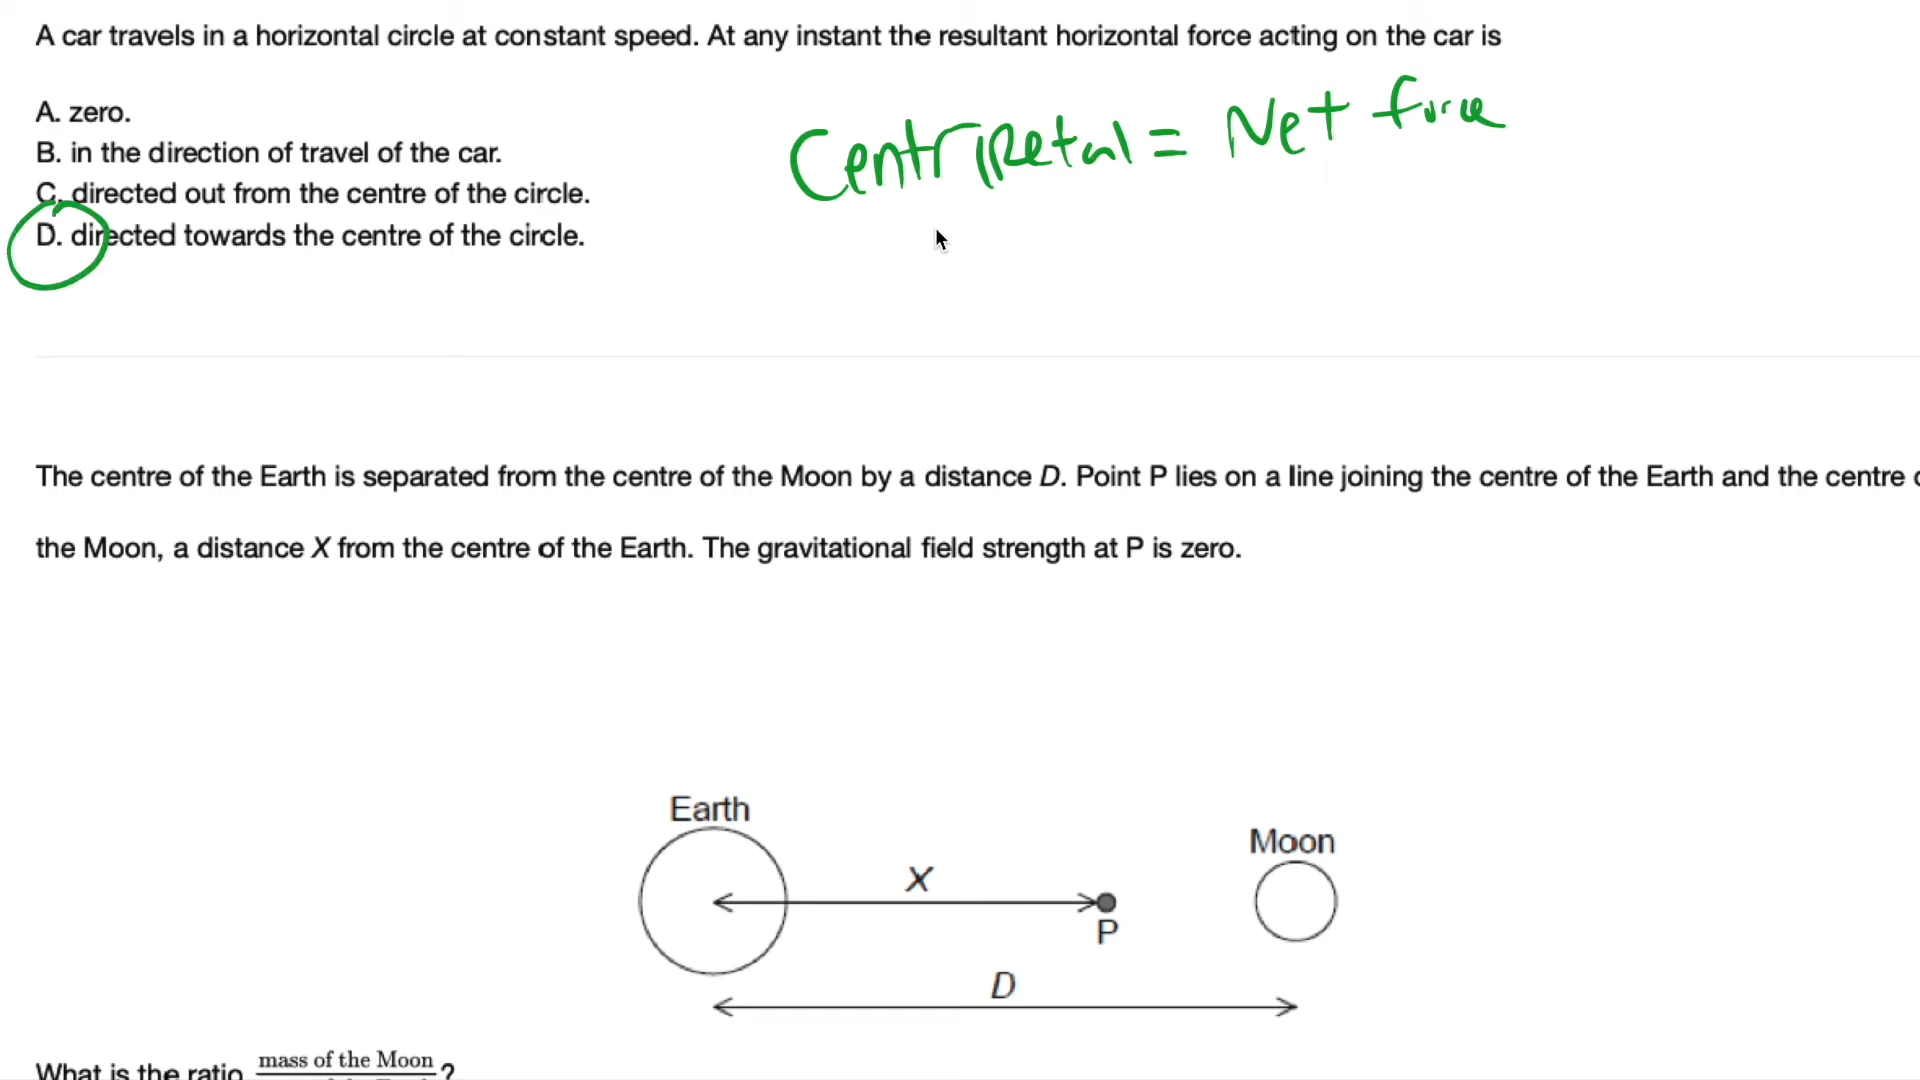 A car travels in a horizontal circle at constant speed. At any instant the resultant horizontal force acting on the car is
A. zero.
Centripetal = Net force
B. in the direction of travel of the car.
C. directed out from the centre of the circle.
D. directed towards the centre of the circle.
The centre of the Earth is separated from the centre of the Moon by a distance D. Point P lies on a line joining the centre of the Earth and the centre
the Moon, a distance X from the centre of the Earth. The gravitational field strength at P is zero.
Earth
Moon
X
P
D
What is the ratio mass of the Moon ?